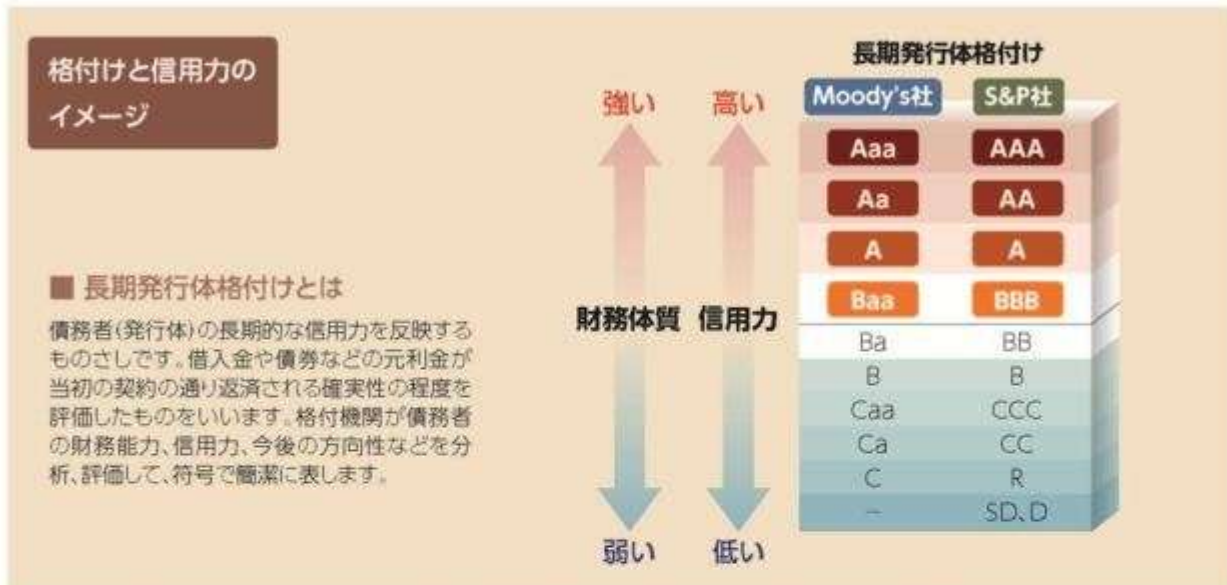 格付けと信用力の
イメージ
■ 長期発行体格付けとは
債務者(発行体)の長期的な信用力を反映する
ものさしです。借入金や債券などの元利金が
当初の契約の通り返済される確実性の程度を
評価したものをいいます。格付機関が債務者
の財務能力、信用力、今後の方向性などを分
析、評価して、符号で簡潔に表します。
強い 高い
財務体質 信用力
弱い 低い
長期発行体格付け
Moody's社 S&P社
Aaa AAA
Aa AA
A A
Baa BBB
Ba BB
B B
Caa CCC
Ca CC
C R
– SD、D